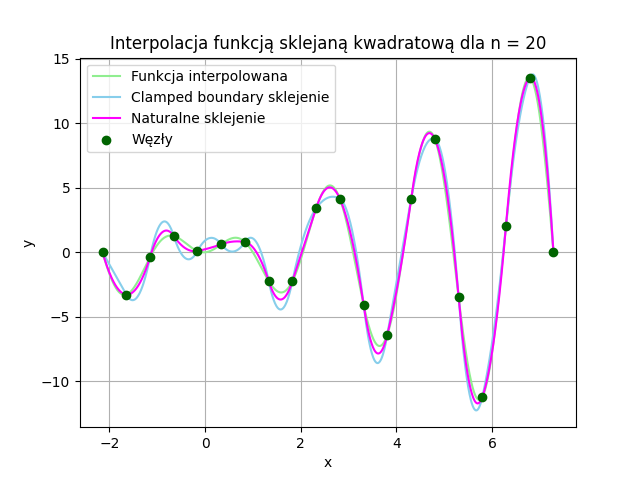 Interpolacja funkcją sklejaną kwadratową dla n = 20
Funkcja interpolowana
Clamped boundary sklejenie
Naturalne sklejenie
Węzły
15
10
5
0
−5
−10
y
−2
0
2
4
6
x